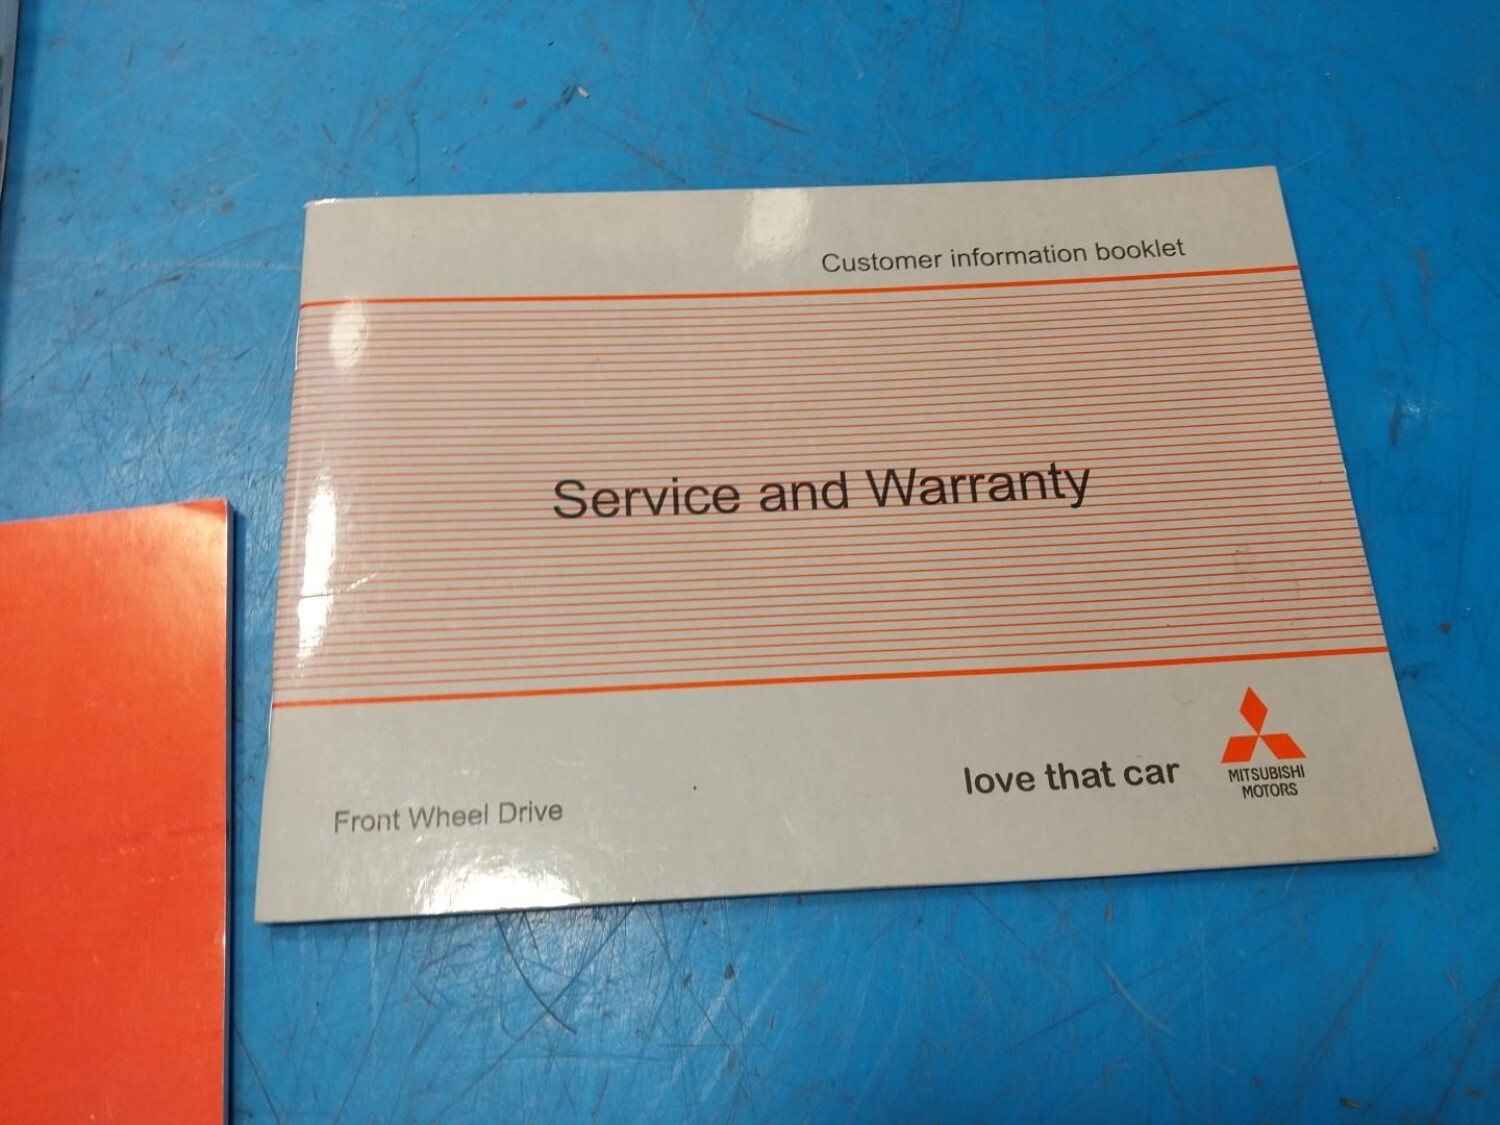 Customer information booklet
Service and Warranty
love that car
MITSUBISHI
MOTORS
Front Wheel Drive